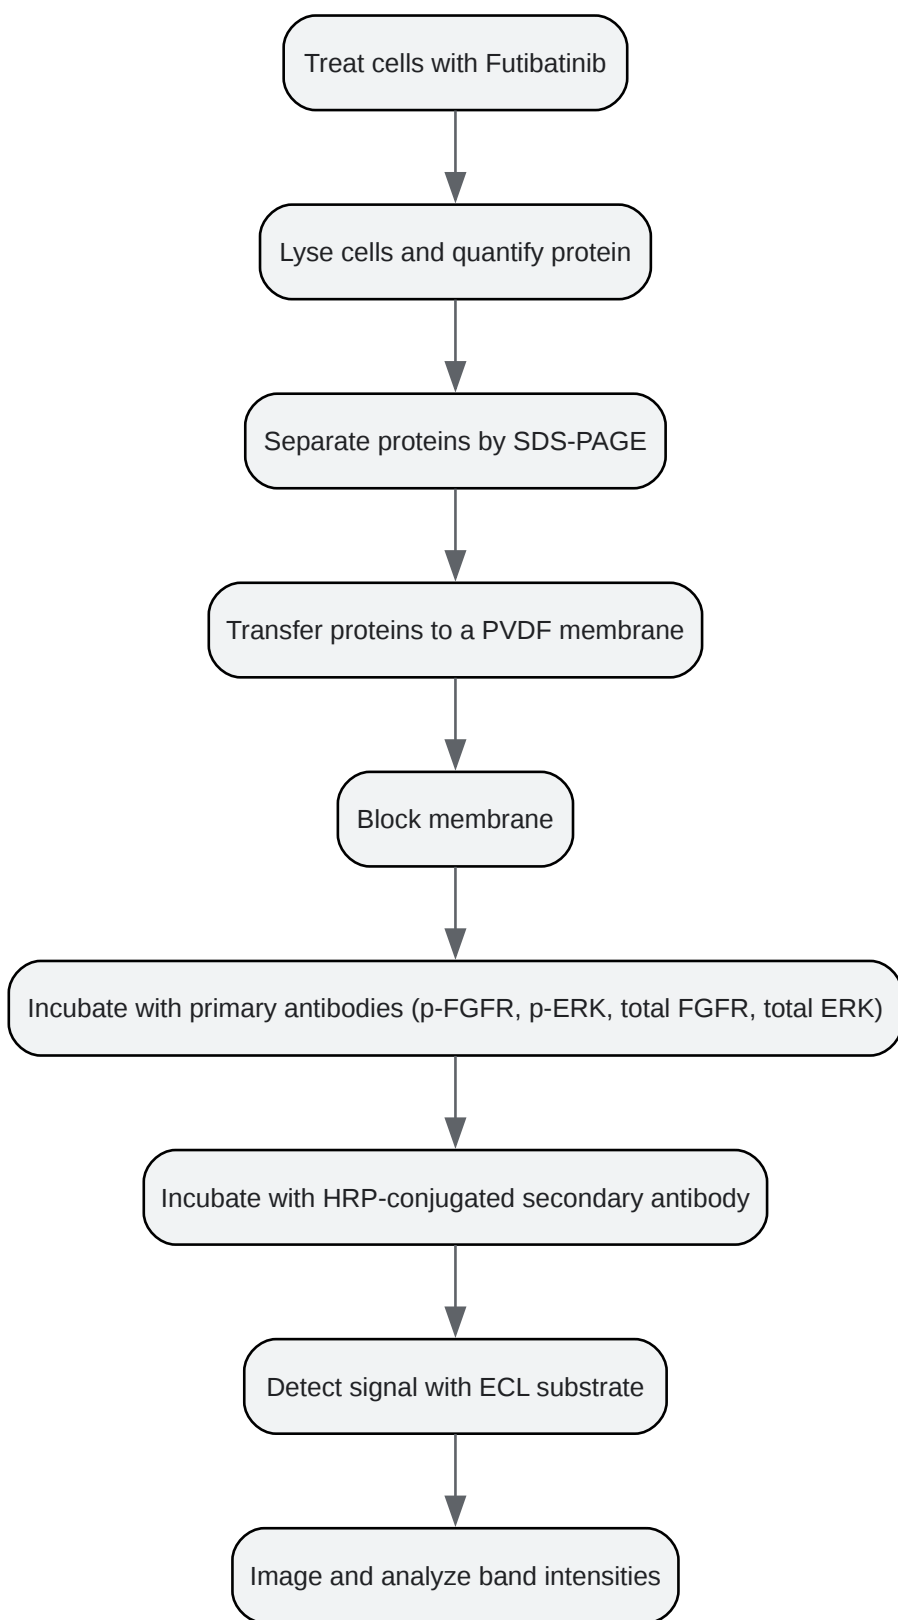 Treat cells with Futibatinib
Lyse cells and quantify protein
Separate proteins by SDS-PAGE
Transfer proteins to a PVDF membrane
Block membrane
Incubate with primary antibodies (p-FGFR, p-ERK, total FGFR, total ERK)
Incubate with HRP-conjugated secondary antibody
Detect signal with ECL substrate
Image and analyze band intensities